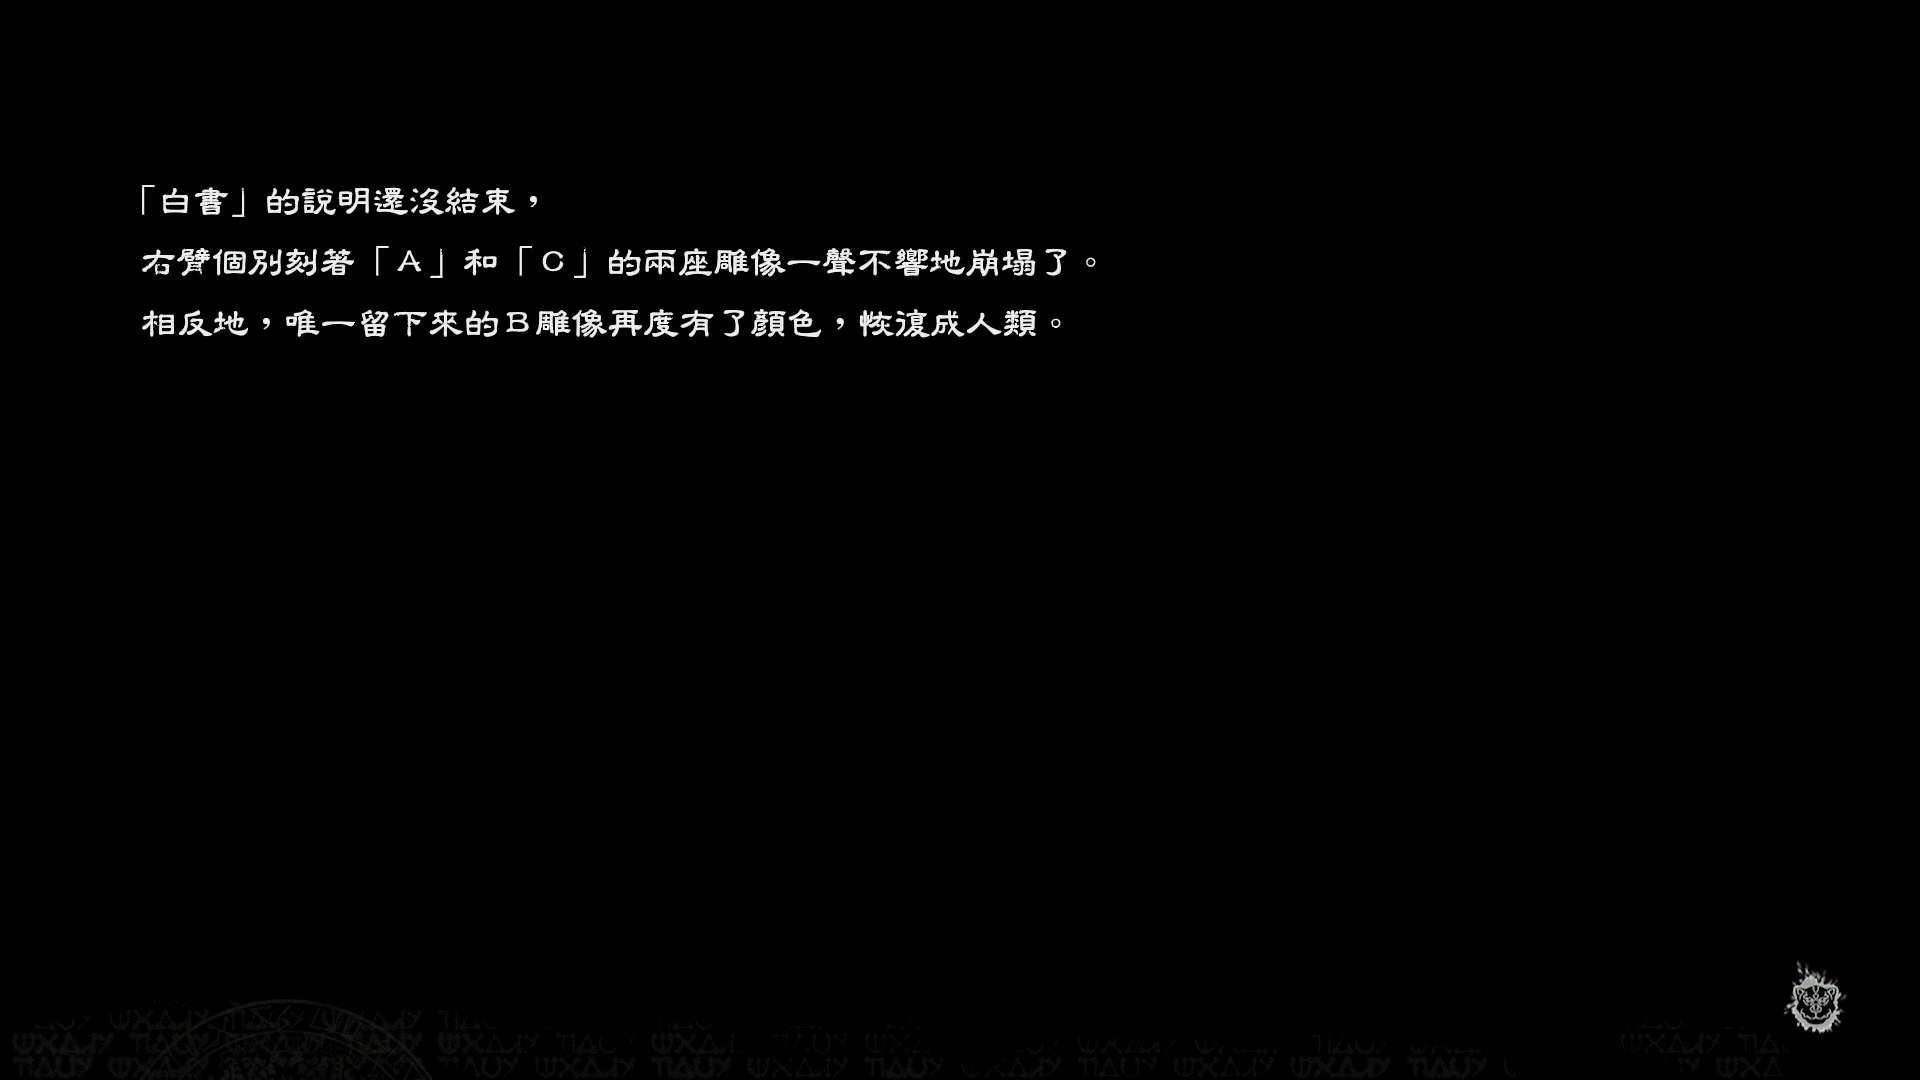 「白書」的說明還沒結束，
右臂個別刻著「A」和「C」的兩座雕像一聲不響地崩塌了。
相反地，唯一留下來的B雕像再度有了顏色，恢復成人類。